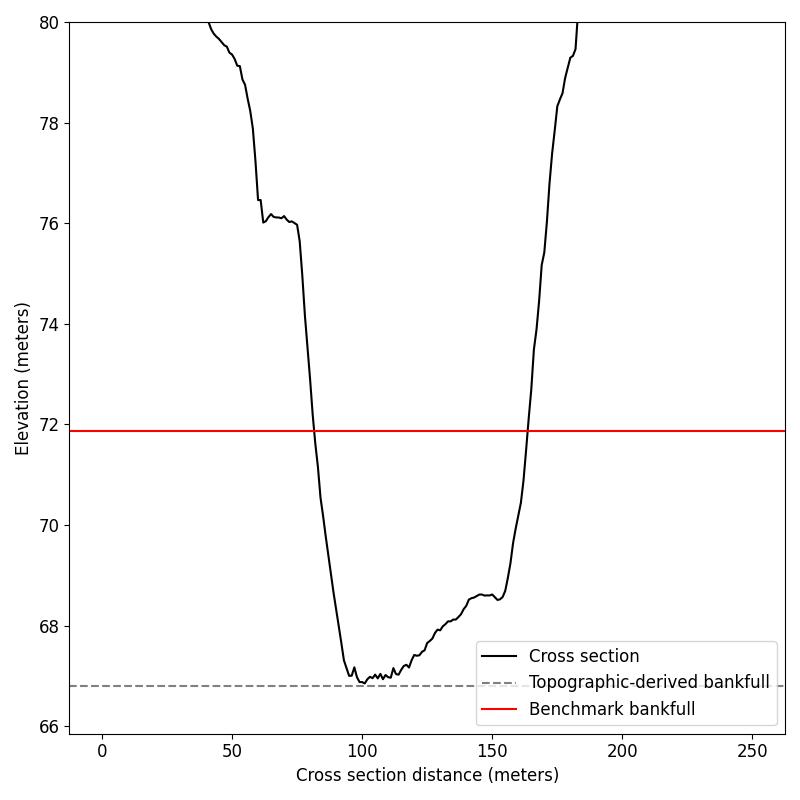 80
78
76
74
72
70
68
66
Elevation (meters)
0 50 100 150 200 250
Cross section distance (meters)
Cross section
Topographic-derived bankfull
Benchmark bankfull